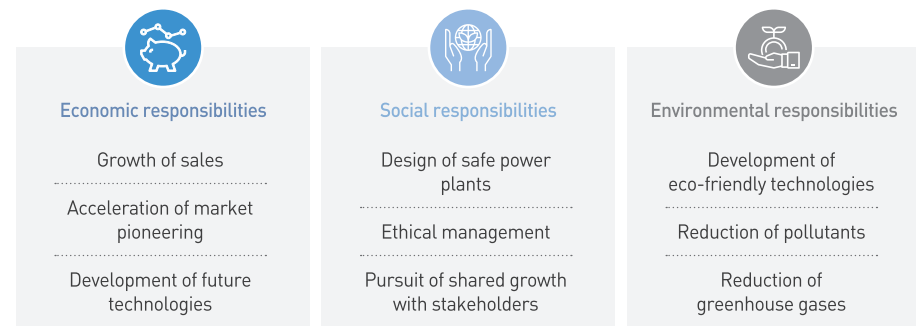 Economic responsibilities
Growth of sales
Acceleration of market
pioneering
Development of future
technologies
Social responsibilities
Design of safe power
plants
Ethical management
Pursuit of shared growth
with stakeholders
Environmental responsibilities
Development of
eco-friendly technologies
Reduction of pollutants
Reduction of
greenhouse gases